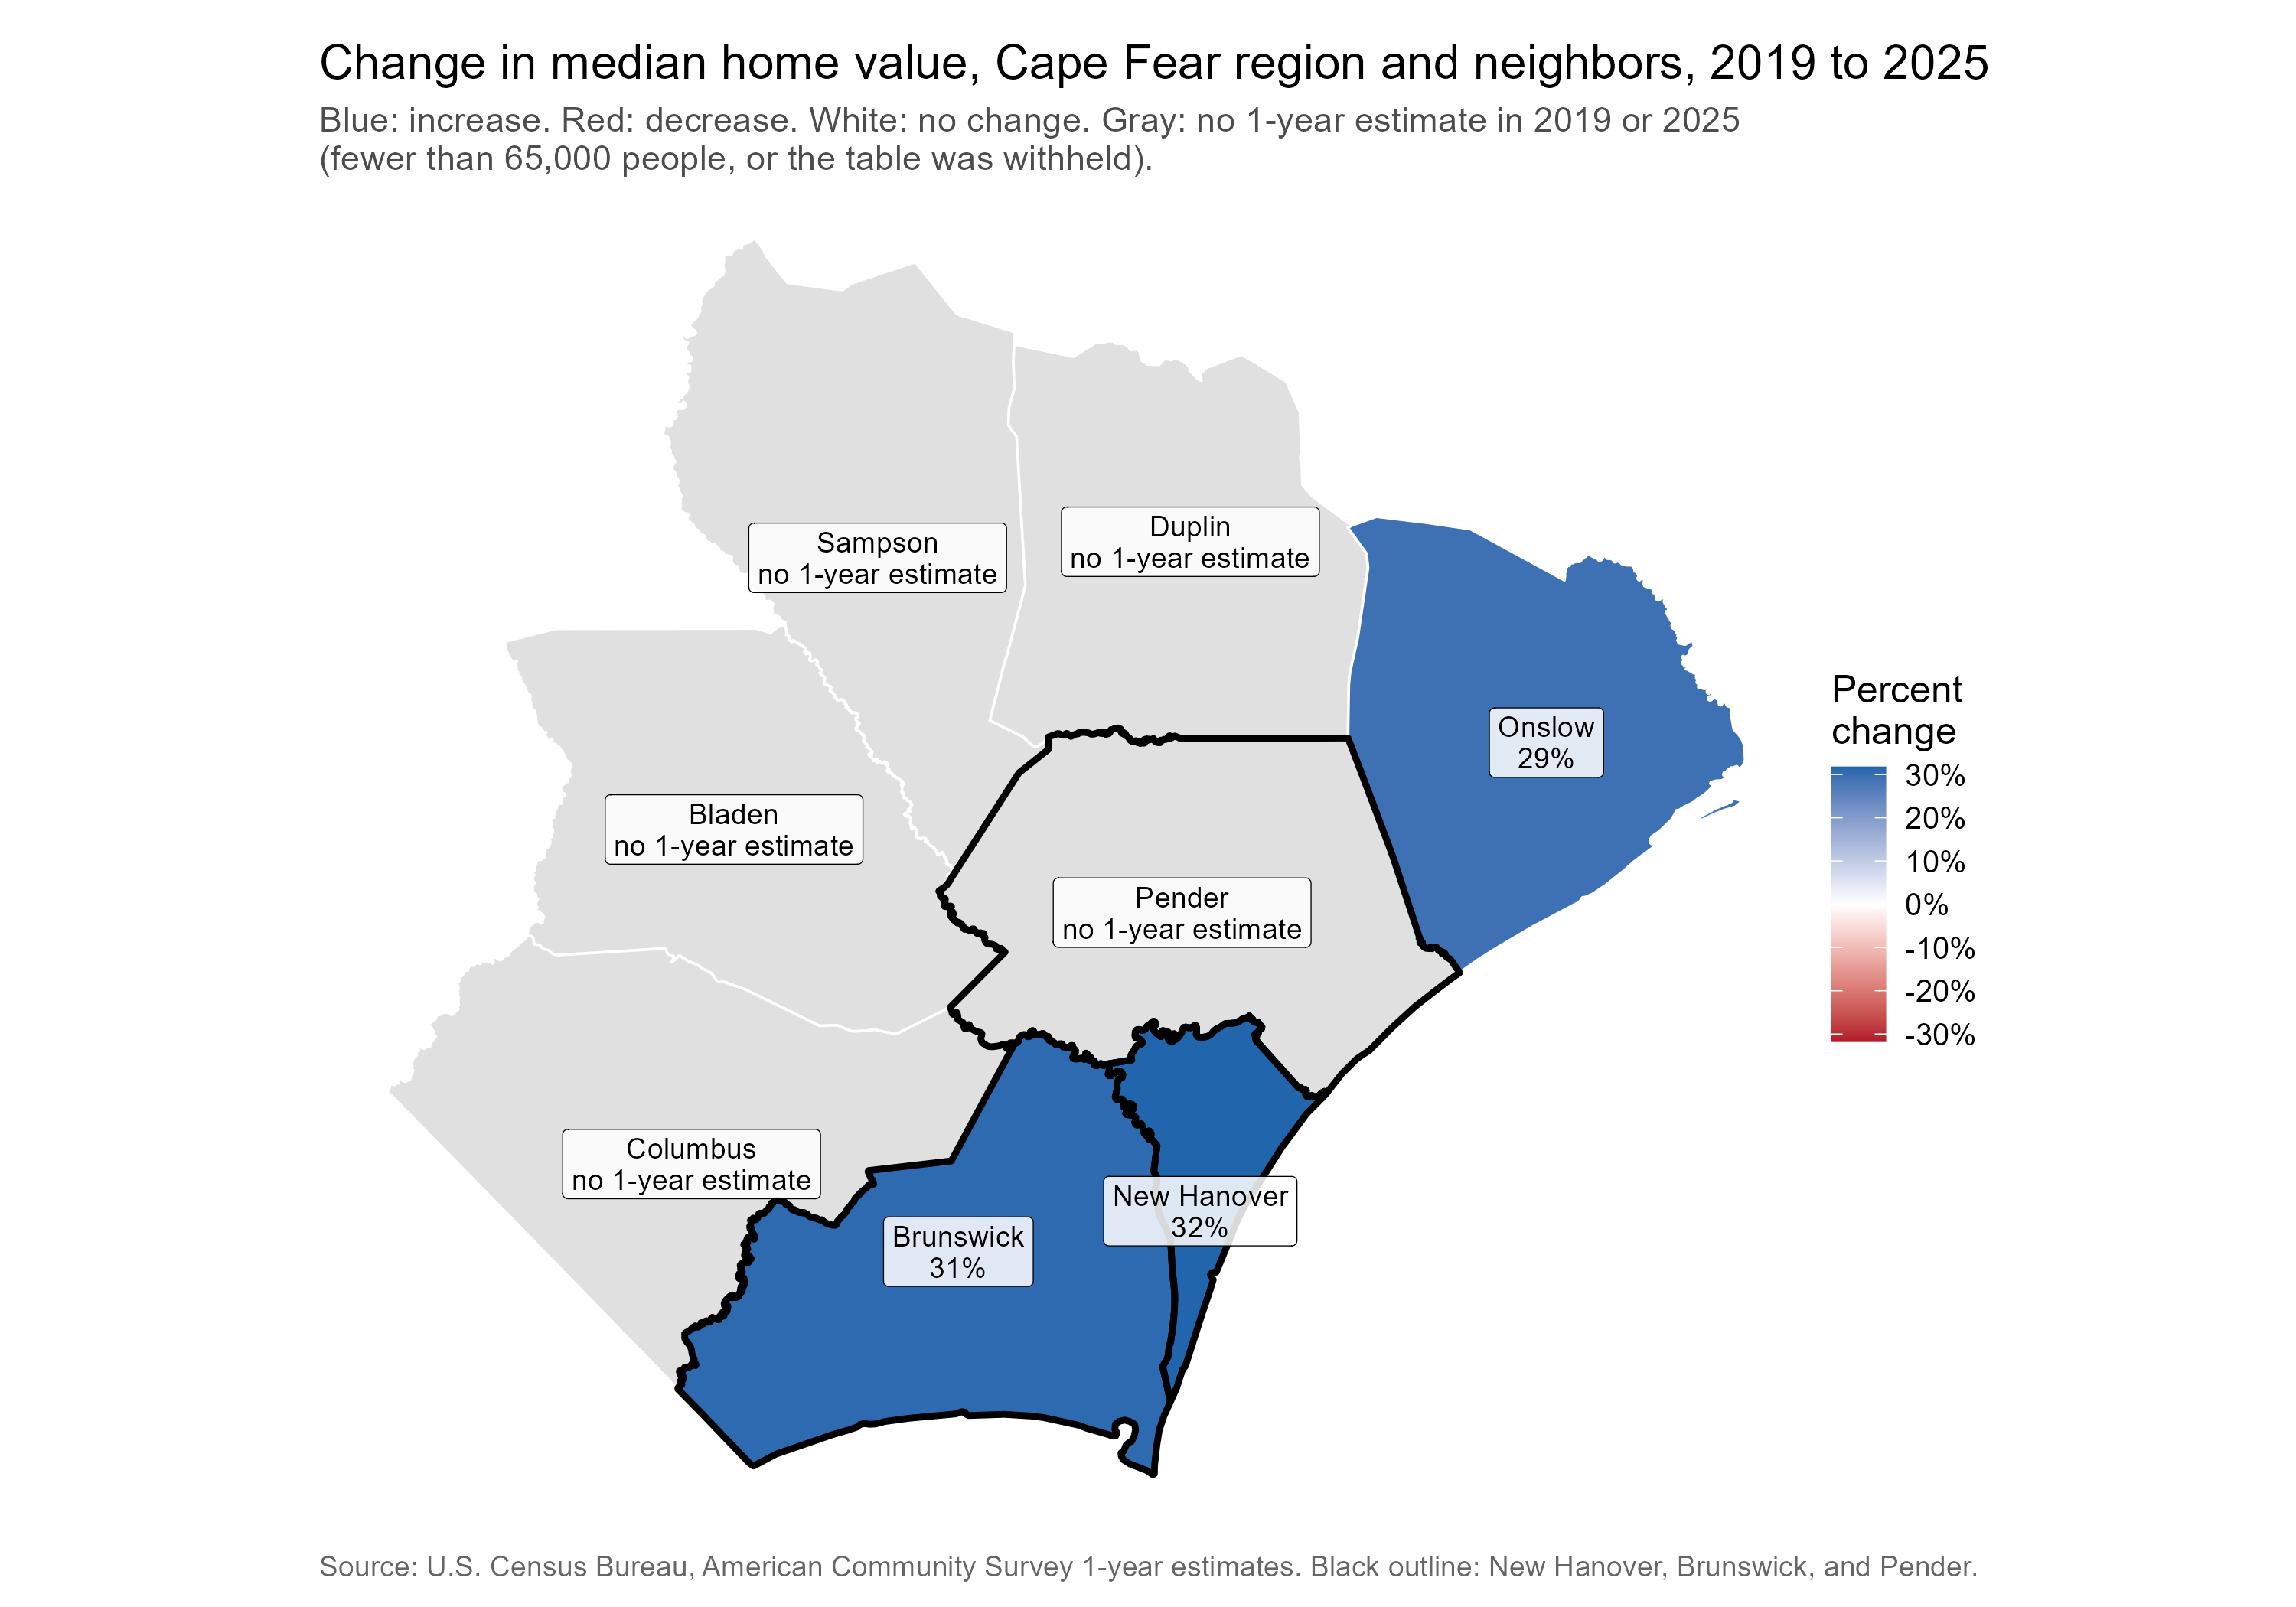 Change in median home value, Cape Fear region and neighbors, 2019 to 2025
Blue: increase. Red: decrease. White: no change. Gray: no 1-year estimate in 2019 or 2025
(fewer than 65,000 people, or the table was withheld).
Sampson
no 1-year estimate
Duplin
no 1-year estimate
Onslow
29%
Bladen
no 1-year estimate
Pender
no 1-year estimate
Columbus
no 1-year estimate
Brunswick
31%
New Hanover
32%
Percent
change
30%
20%
10%
0%
-10%
-20%
-30%
Source: U.S. Census Bureau, American Community Survey 1-year estimates. Black outline: New Hanover, Brunswick, and Pender.